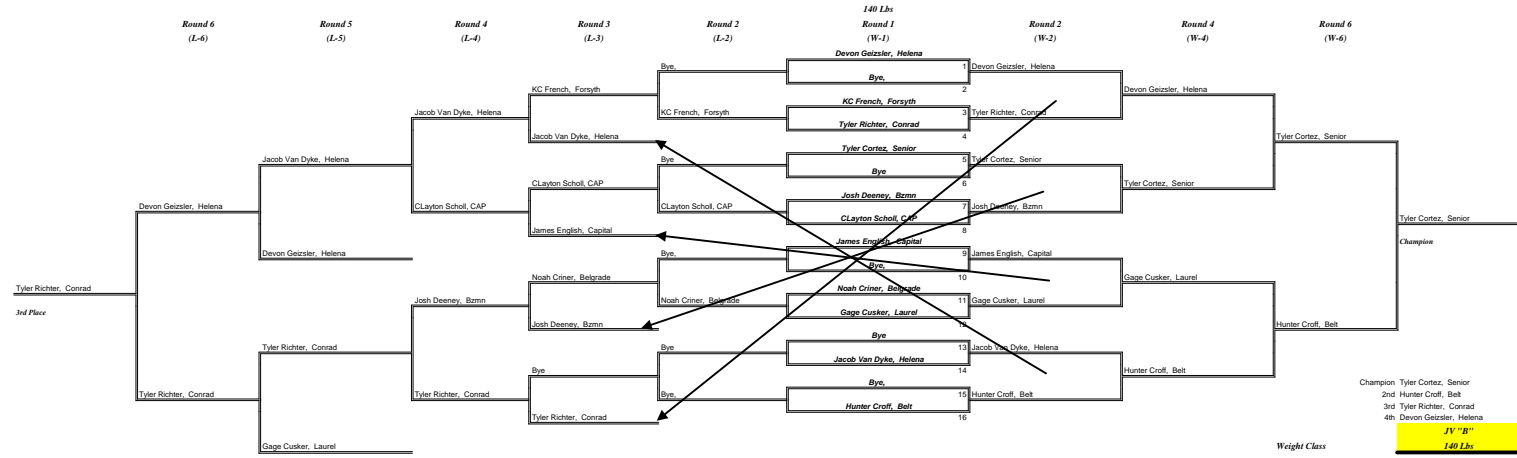 140 Lbs
Round 6 Round 5 Round 4 Round 3 Round 2 Round 1 Round 2 Round 4 Round 6
(L-6) (L-5) (L-4) (L-3) (L-2) (W-1) (W-2) (W-4) (W-6)
Devon Geizsler, Helena
Bye, 1 Devon Geizsler, Helena
Bye,
KC French, Forsyth 2 Devon Geizsler, Helena
KC French, Forsyth
Jacob Van Dyke, Helena KC French, Forsyth 3 Tyler Richter, Conrad
Tyler Richter, Conrad
Jacob Van Dyke, Helena 4 Tyler Cortez, Senior
Tyler Cortez, Senior
Jacob Van Dyke, Helena Bye 5 Tyler Cortez, Senior
Bye
CLayton Scholl, CAP 6 Tyler Cortez, Senior
Josh Deeney, Bzmn
Devon Geizsler, Helena CLayton Scholl, CAP CLayton Scholl, CAP 7 Josh Deeney, Bzmn
CLayton Scholl, CAP Tyler Cortez, Senior
James English, Capital 8
James English, Capital Champion
Devon Geizsler, Helena Bye, 9 James English, Capital
Bye,
Noah Criner, Belgrade 10 Gage Cusker, Laurel
Tyler Richter, Conrad Noah Criner, Belgrade
Josh Deeney, Bzmn Noah Criner, Belgrade 11 Gage Cusker, Laurel
3rd Place Gage Cusker, Laurel
Josh Deeney, Bzmn 12 Hunter Croff, Belt
Bye
Tyler Richter, Conrad Bye 13 Jacob Van Dyke, Helena
Jacob Van Dyke, Helena
Bye 14 Hunter Croff, Belt
Bye, Champion Tyler Cortez, Senior
Tyler Richter, Conrad Tyler Richter, Conrad Bye, 15 Hunter Croff, Belt 2nd Hunter Croff, Belt
Hunter Croff, Belt 3rd Tyler Richter, Conrad
Tyler Richter, Conrad 16 4th Devon Geizsler, Helena
JV "B"
Gage Cusker, Laurel Weight Class 140 Lbs